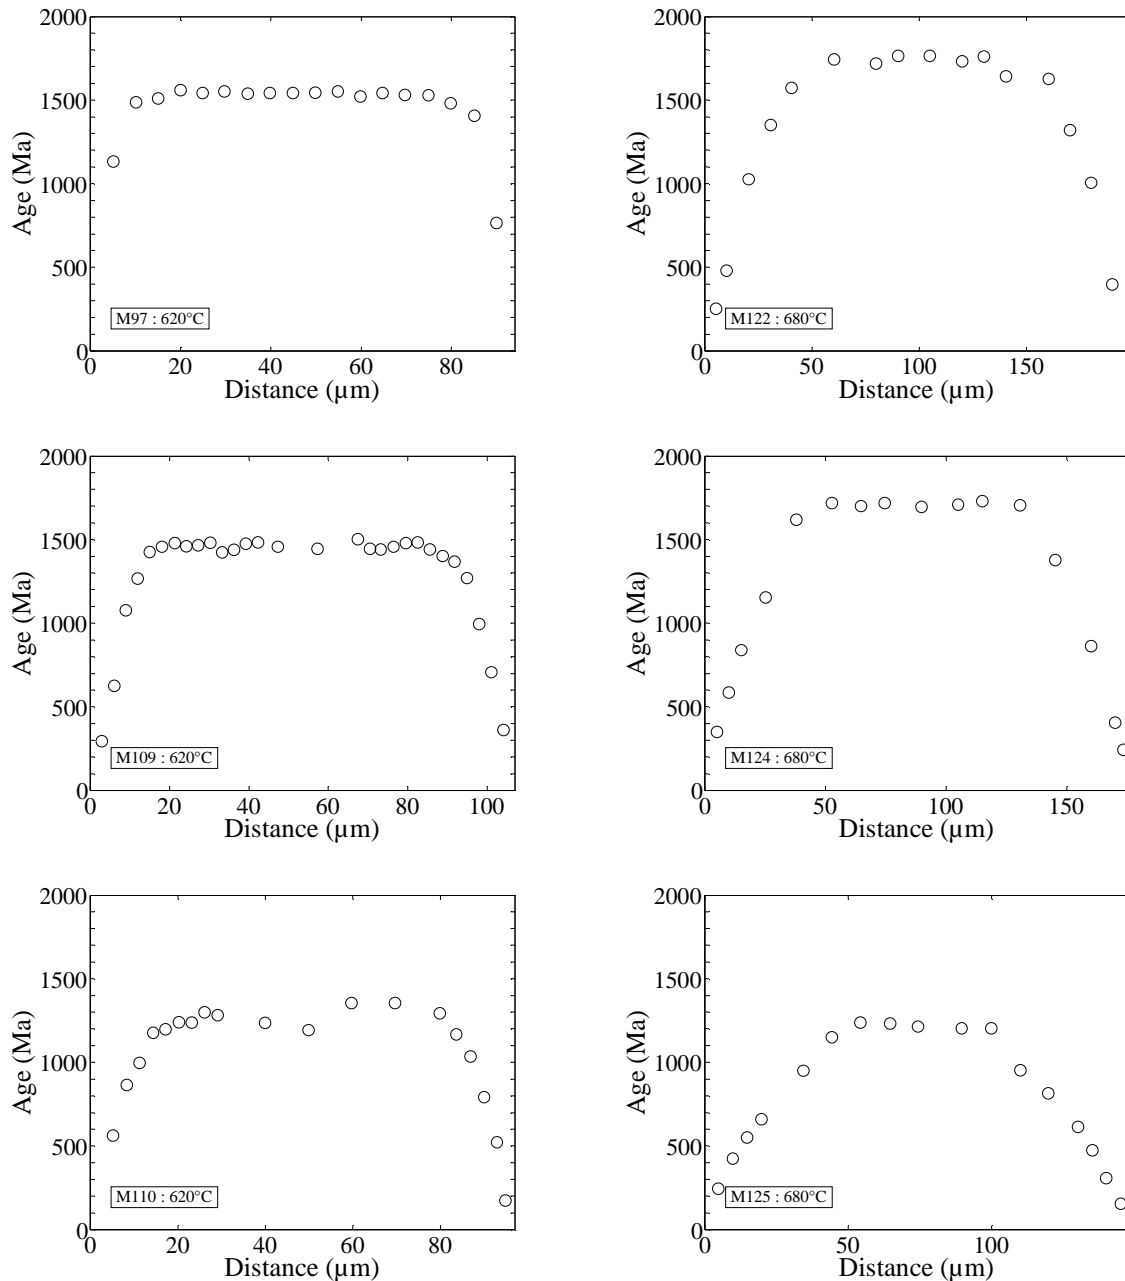 2000
1500
1000
500
0
Age (Ma)
M97 : 620°C
0 20 40 60 80
Distance (µm)
2000
1500
1000
500
0
Age (Ma)
M122 : 680°C
0 50 100 150
Distance (µm)
2000
1500
1000
500
0
Age (Ma)
M109 : 620°C
0 20 40 60 80 100
Distance (µm)
2000
1500
1000
500
0
Age (Ma)
M124 : 680°C
0 50 100 150
Distance (µm)
2000
1500
1000
500
0
Age (Ma)
M110 : 620°C
0 20 40 60 80
Distance (µm)
2000
1500
1000
500
0
Age (Ma)
M125 : 680°C
0 50 100
Distance (µm)